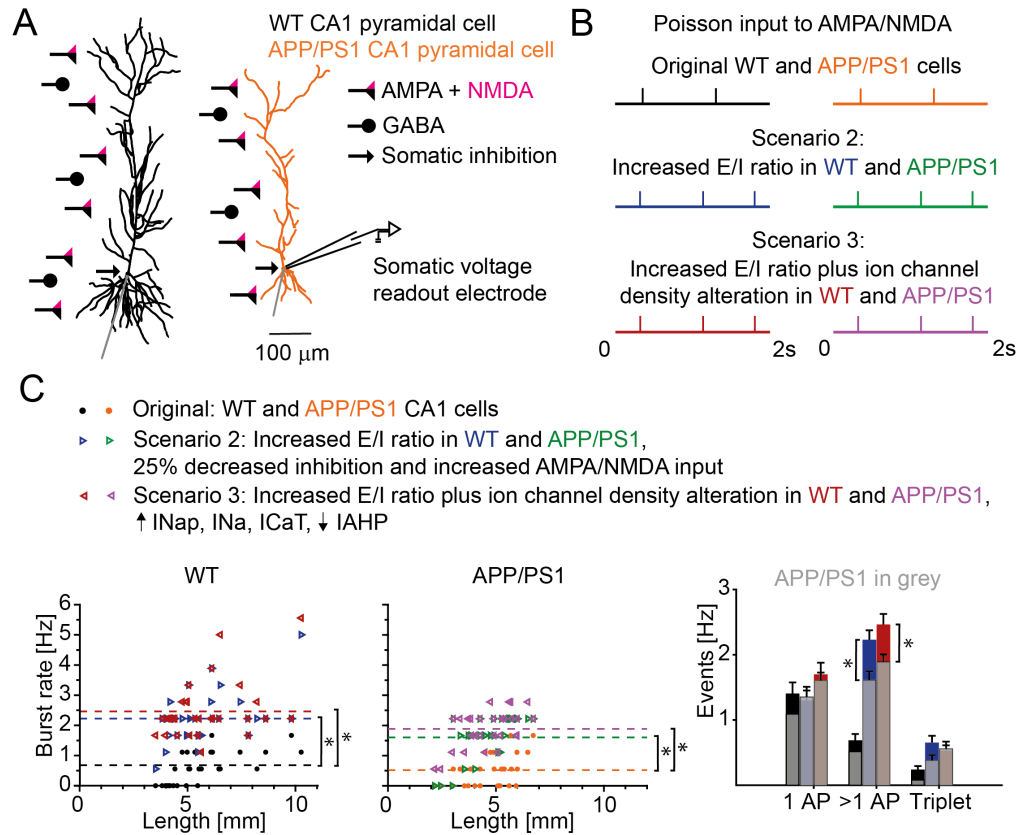 A
WT CA1 pyramidal cell
APP/PS1 CA1 pyramidal cell
AMPA + NMDA
GABA
Somatic inhibition
Somatic voltage
readout electrode
100 µm
B
Poisson input to AMPA/NMDA
Original WT and APP/PS1 cells
Scenario 2:
Increased E/I ratio in WT and APP/PS1
Scenario 3:
Increased E/I ratio plus ion channel
density alteration in WT and APP/PS1
0 2s 0 2s
C
Original: WT and APP/PS1 CA1 cells
Scenario 2: Increased E/I ratio in WT and APP/PS1,
25% decreased inhibition and increased AMPA/NMDA input
Scenario 3: Increased E/I ratio plus ion channel density alteration in WT and APP/PS1,
↑ INap, INa, ICaT, ↓ IAHP
WT
Burst rate [Hz]
6
5
4
3
2
1
0
0 5 10
Length [mm]
* *
APP/PS1
0 5 10
Length [mm]
* *
APP/PS1 in grey
Events [Hz]
3
2
1
* *
1 AP >1 AP Triplet